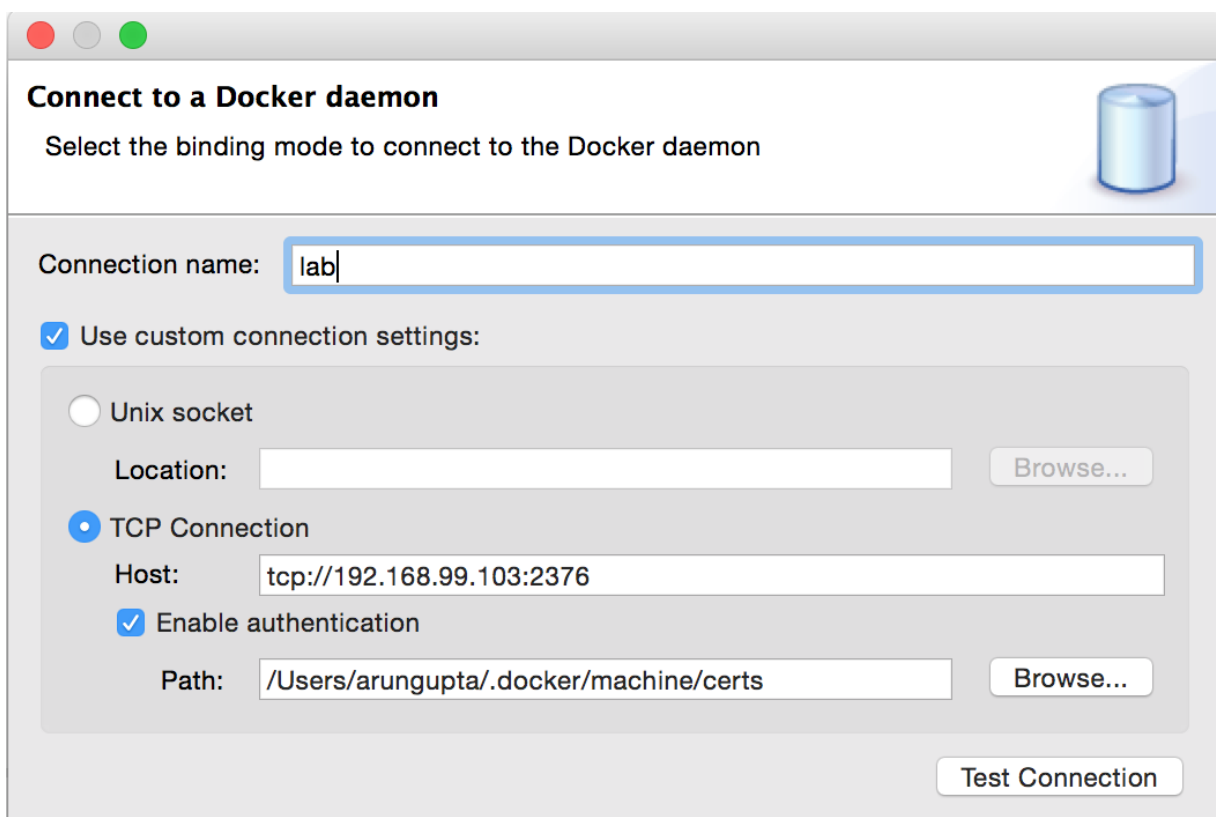 Connect to a Docker daemon
Select the binding mode to connect to the Docker daemon
Connection name: lab
Use custom connection settings:
Unix socket
Location: Browse...
TCP Connection
Host: tcp://192.168.99.103:2376
Enable authentication
Path: /Users/arungupta/.docker/machine/certs Browse...
Test Connection